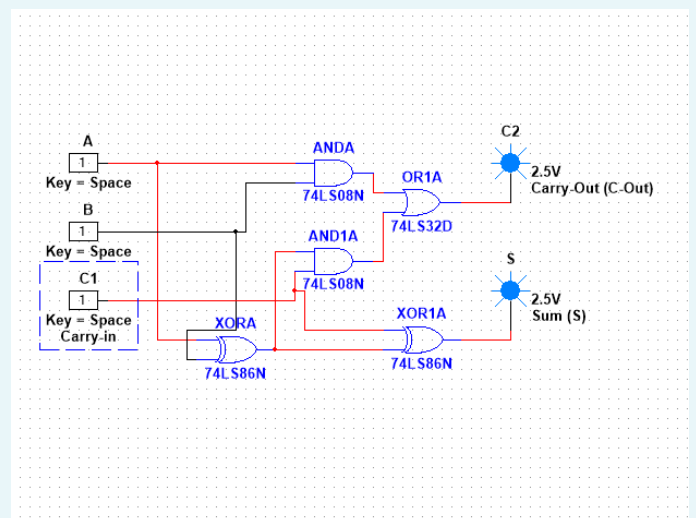 A
1
Key = Space
B
1
Key = Space
C1
1
Key = Space
Carry-in
ANDA
74LS08N
OR1A
74LS32D
AND1A
74LS08N
XORA
74LS86N
XOR1A
74LS86N
C2
2.5V
Carry-Out (C-Out)
S
2.5V
Sum (S)